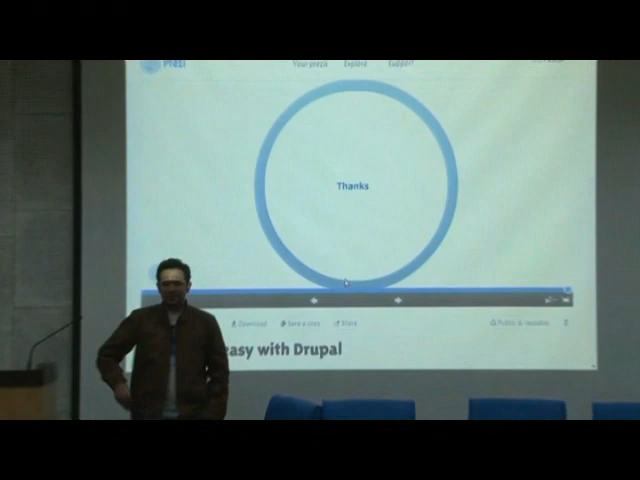 Prezi
Your prezis Explore Support
Thanks
Download Save a copy Share Public & reusable
easy with Drupal